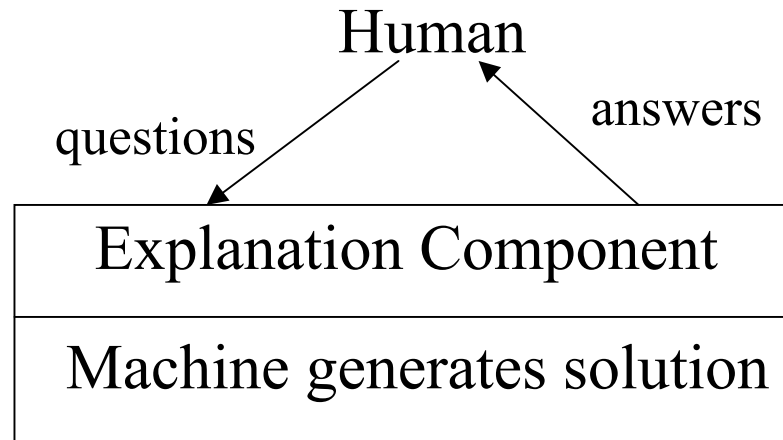 Human
questions
answers
Explanation Component
Machine generates solution